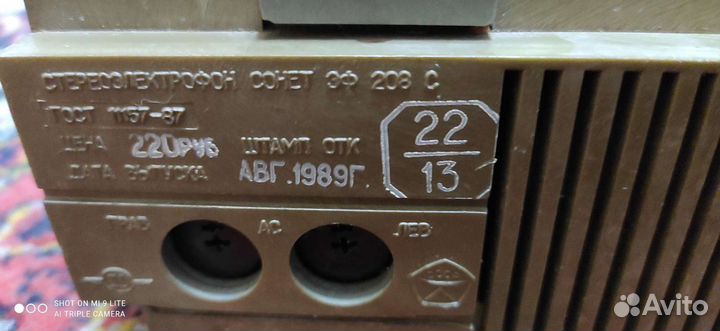 СТЕРЕОЭЛЕКТРОФОН СОНЕТ ЭФ 208 С
ГОСТ 11157-87
ЦЕНА 220РУБ ШТАМП ОТК 22/13
ДАТА ВЫПУСКА АВГ.1989Г.
ПРАВ АС ЛЕВ
СССР
SHOT ON MI 9 LITE
AI TRIPLE CAMERA
Avito